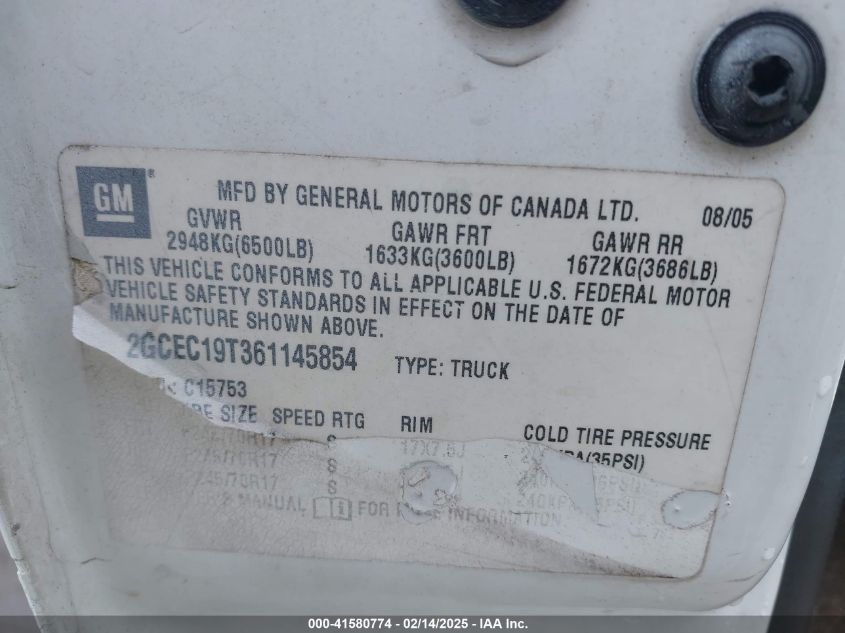 GM
MFD BY GENERAL MOTORS OF CANADA LTD. 08/05
GVWR GAWR FRT GAWR RR
2948KG(6500LB) 1633KG(3600LB) 1672KG(3686LB)
THIS VEHICLE CONFORMS TO ALL APPLICABLE U.S. FEDERAL MOTOR
VEHICLE SAFETY STANDARDS IN EFFECT ON THE DATE OF
MANUFACTURE SHOWN ABOVE.
2GCEC19T361145854 TYPE: TRUCK
C15753
SIZE SPEED RTG RIM COLD TIRE PRESSURE
S 17X7.5J (35PSI)
S
S
MANUAL FOR INFORMATION
000-41580774 - 02/14/2025 - IAA Inc.